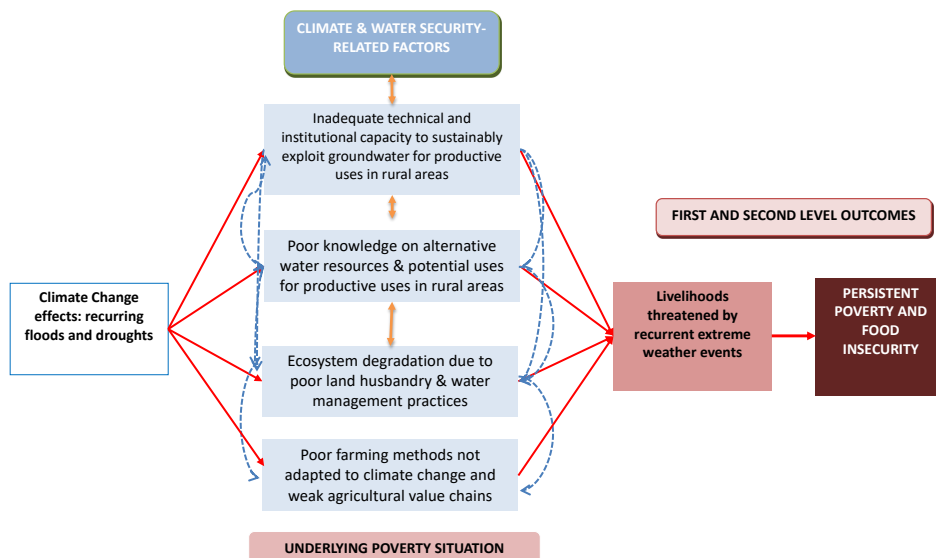 CLIMATE & WATER SECURITY-
RELATED FACTORS
Inadequate technical and
institutional capacity to sustainably
exploit groundwater for productive
uses in rural areas
FIRST AND SECOND LEVEL OUTCOMES
Poor knowledge on alternative
water resources & potential uses
for productive uses in rural areas
Climate Change
effects: recurring
floods and droughts
Livelihoods
threatened by
recurrent extreme
weather events
PERSISTENT
POVERTY AND
FOOD
INSECURITY
Ecosystem degradation due to
poor land husbandry & water
management practices
Poor farming methods not
adapted to climate change and
weak agricultural value chains
UNDERLYING POVERTY SITUATION